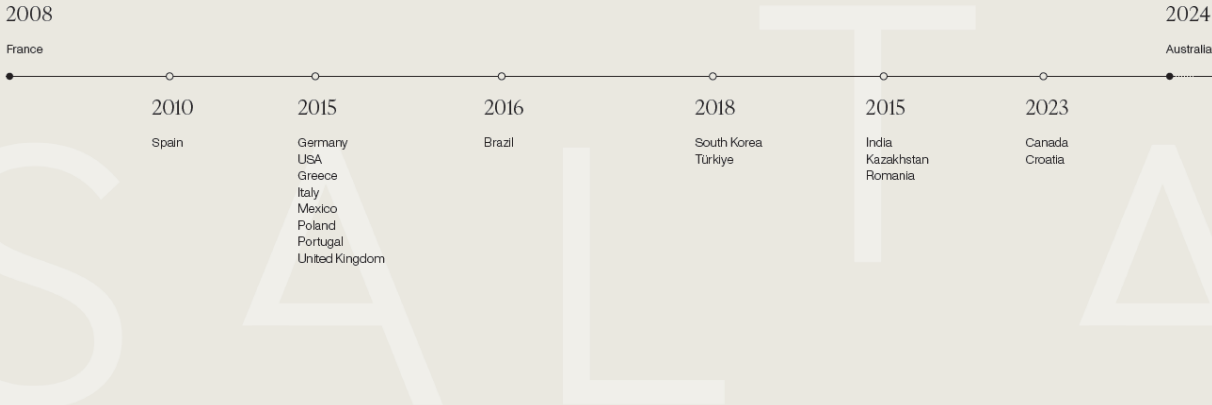 2008
France
2010
Spain
2015
Germany
USA
Greece
Italy
Mexico
Poland
Portugal
United Kingdom
2016
Brazil
2018
South Korea
Türkiye
2015
India
Kazakhstan
Romania
2023
Canada
Croatia
2024
Australia
S A L T A